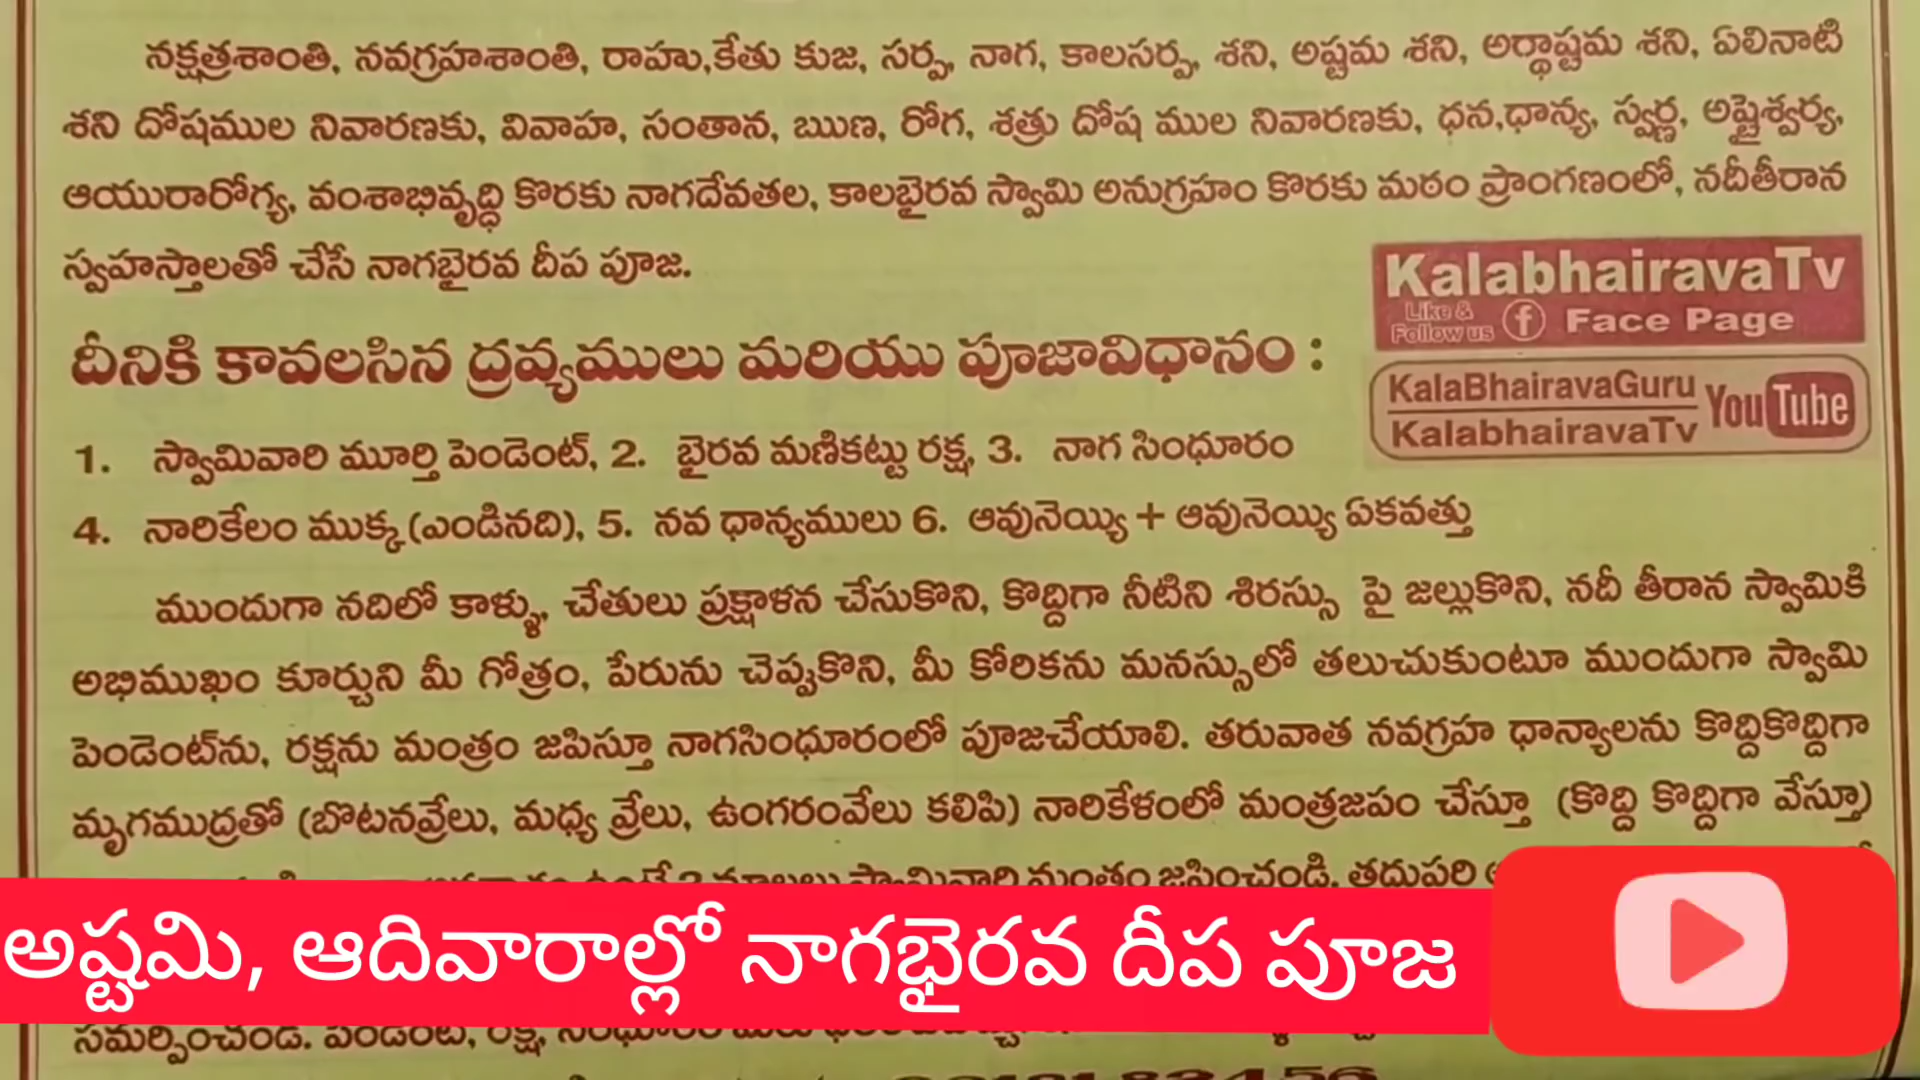 నక్షత్రశాంతి, నవగ్రహశాంతి, రాహు,కేతు కుజ, సర్ప, నాగ, కాలసర్ప, శని, అష్టమ శని, అర్ధాష్టమ శని, ఏలినాటి
శని దోషముల నివారణకు, వివాహ, సంతాన, ఋణ, రోగ, శత్రు దోష ముల నివారణకు, ధన,ధాన్య, స్వర్ణ, అష్టైశ్వర్య,
ఆయురారోగ్య, వంశాభివృద్ధి కొరకు నాగదేవతల, కాలభైరవ స్వామి అనుగ్రహం కొరకు మఠం ప్రాంగణంలో, నదీతీరాన
స్వహస్తాలతో చేసే నాగభైరవ దీప పూజ.
KalabhairavaTv
Like &
Follow us f Face Page
దీనికి కావలసిన ద్రవ్యములు మరియు పూజావిధానం :
KalaBhairavaGuru
KalabhairavaTv YouTube
1. స్వామివారి మూర్తి పెండెంట్, 2. భైరవ మణికట్టు రక్ష, 3. నాగ సింధూరం
4. నారికేలం ముక్క(ఎండినది), 5. నవ ధాన్యములు 6. ఆవునెయ్యి + ఆవునెయ్యి ఏకవత్తు
ముందుగా నదిలో కాళ్ళు, చేతులు ప్రక్షాళన చేసుకొని, కొద్దిగా నీటిని శిరస్సు పై జల్లుకొని, నదీ తీరాన స్వామికి
అభిముఖం కూర్చుని మీ గోత్రం, పేరును చెప్పుకొని, మీ కోరికను మనస్సులో తలుచుకుంటూ ముందుగా స్వామి
పెండెంట్‌ను, రక్షను మంత్రం జపిస్తూ నాగసింధూరంలో పూజచేయాలి. తరువాత నవగ్రహ ధాన్యాలను కొద్దికొద్దిగా
మృగముద్రతో (బొటనవ్రేలు, మధ్య వ్రేలు, ఉంగరంవేలు కలిపి) నారికేళంలో మంత్రజపం చేస్తూ (కొద్ది కొద్దిగా వేస్తూ)
మాలలు స్వామివారి మంత్రం జపించండి. తదుపరి
అష్టమి, ఆదివారాల్లో నాగభైరవ దీప పూజ
సమర్పించండి. పెండెంట్, రక్ష,